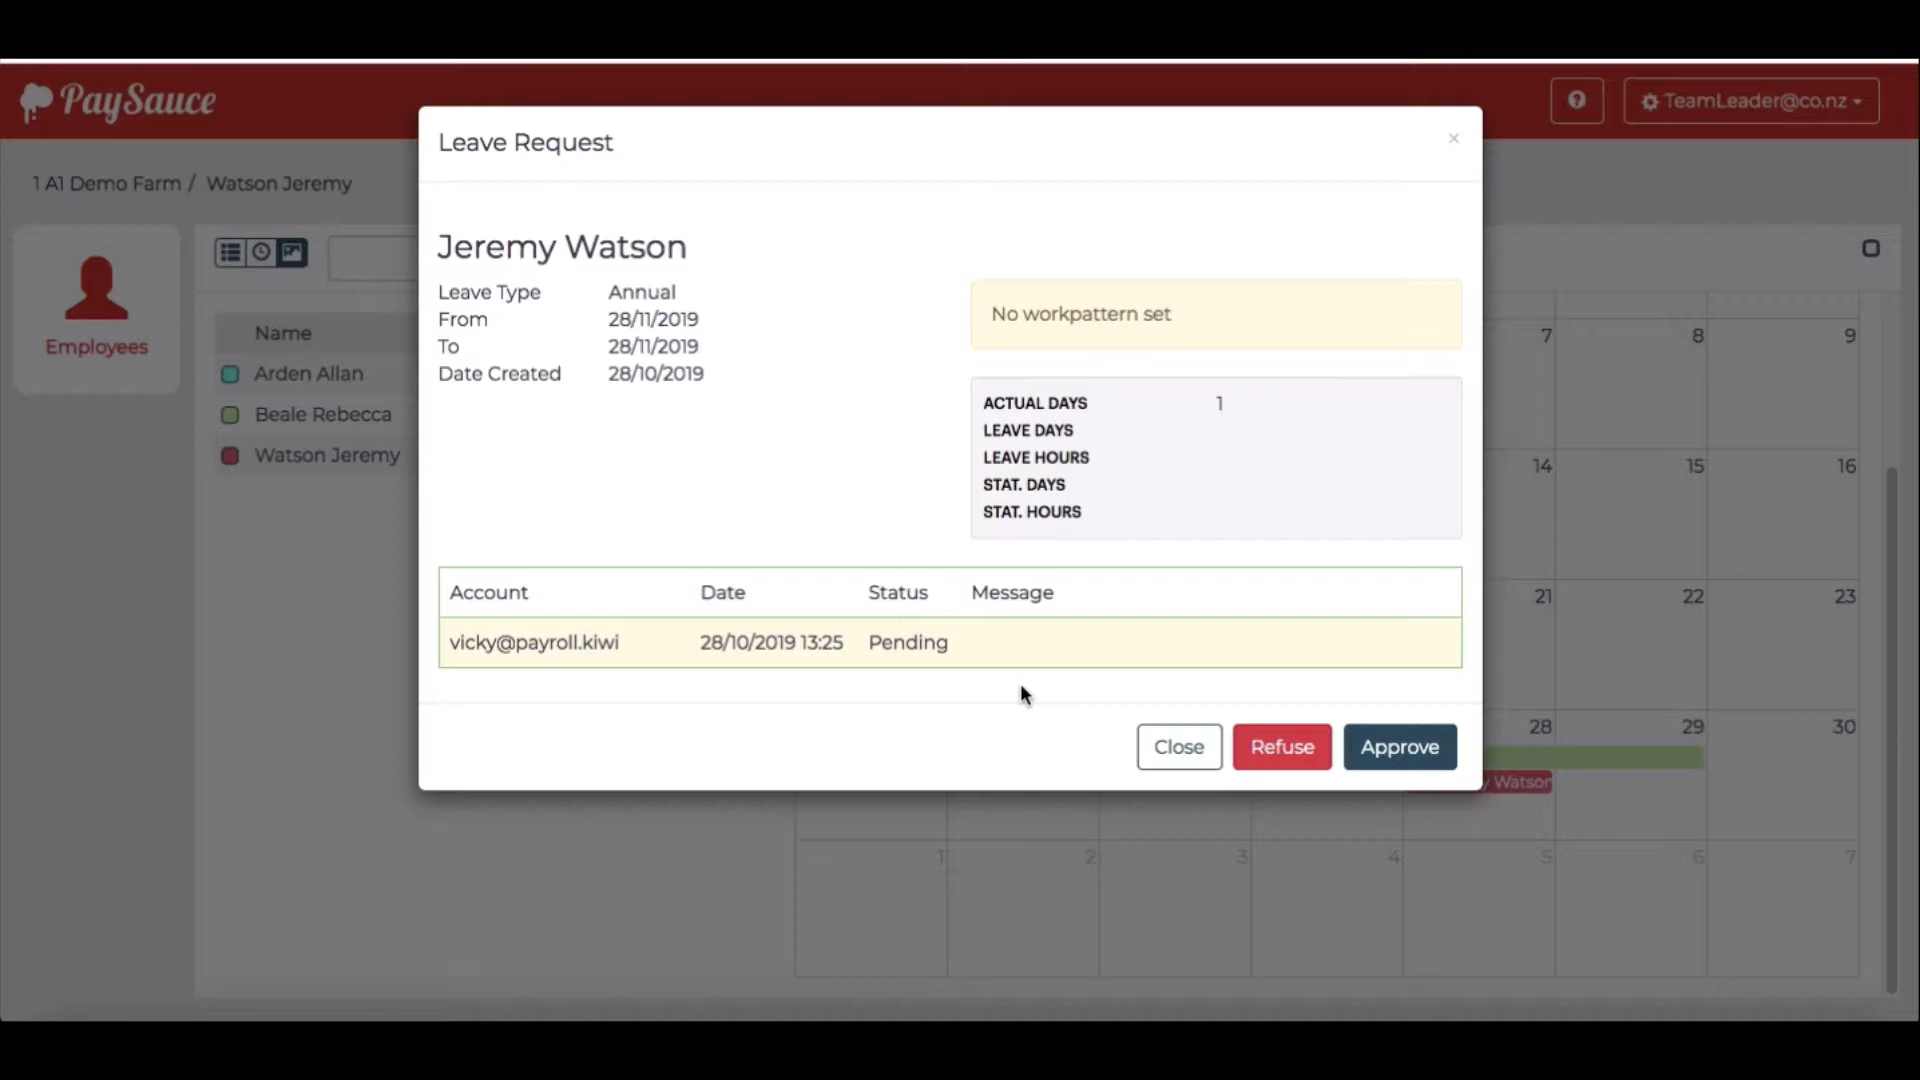 PaySauce
TeamLeader@co.nz
1 A1 Demo Farm / Watson Jeremy
Employees
Name
Arden Allan
Beale Rebecca
Watson Jeremy
Leave Request
×
Jeremy Watson
Leave Type Annual
From 28/11/2019
To 28/11/2019
Date Created 28/10/2019
No workpattern set
ACTUAL DAYS 1
LEAVE DAYS
LEAVE HOURS
STAT. DAYS
STAT. HOURS
Account Date Status Message
vicky@payroll.kiwi 28/10/2019 13:25 Pending
Close Refuse Approve
7 8 9
14 15 16
21 22 23
28 29 30
y Watson
1 2 3 4 5 6 7